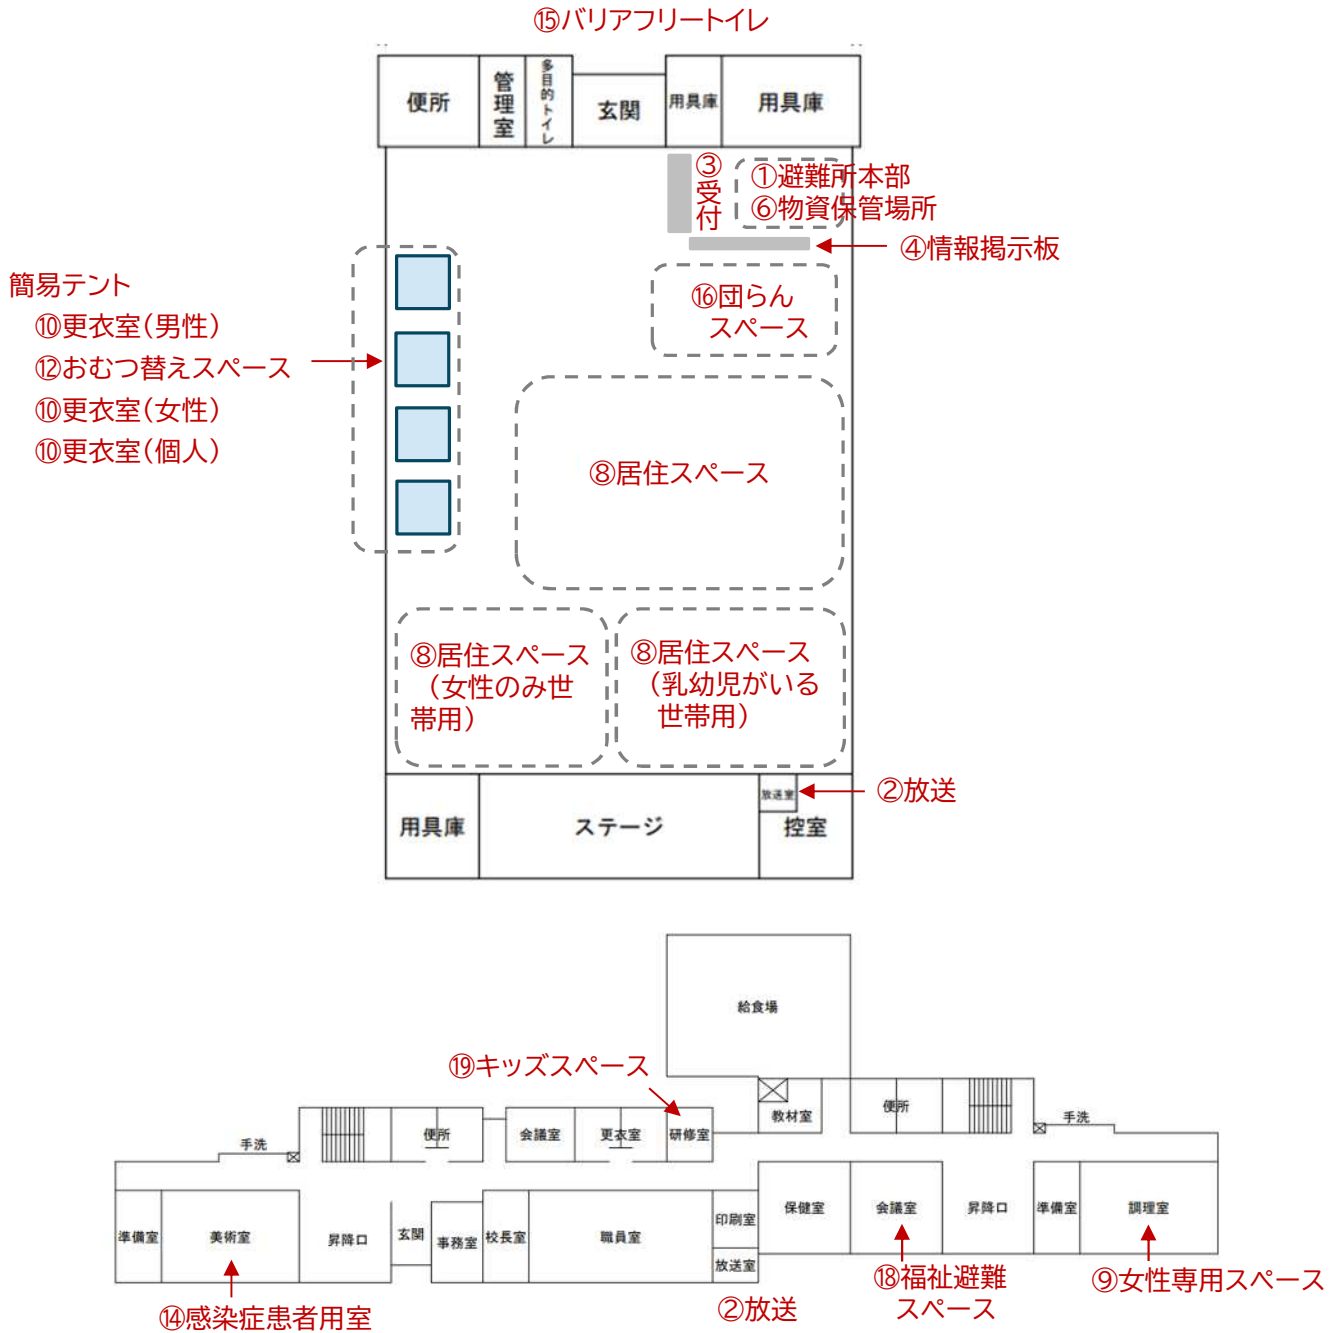 ⑮バリアフリートイレ
便所
管理室
多目的トイレ
玄関
用具庫
用具庫
③受付
①避難所本部
⑥物資保管場所
④情報掲示板
簡易テント
⑩更衣室(男性)
⑫おむつ替えスペース
⑩更衣室(女性)
⑩更衣室(個人)
⑯団らん
スペース
⑧居住スペース
⑧居住スペース
(女性のみ世
帯用)
⑧居住スペース
(乳幼児がいる
世帯用)
放送室
②放送
用具庫
ステージ
控室
給食場
⑲キッズスペース
教材室
便所
手洗
手洗
便所
会議室
更衣室
研修室
準備室
美術室
昇降口
玄関
事務室
校長室
職員室
印刷室
放送室
保健室
会議室
昇降口
準備室
調理室
⑭感染症患者用室
②放送
⑱福祉避難
スペース
⑨女性専用スペース